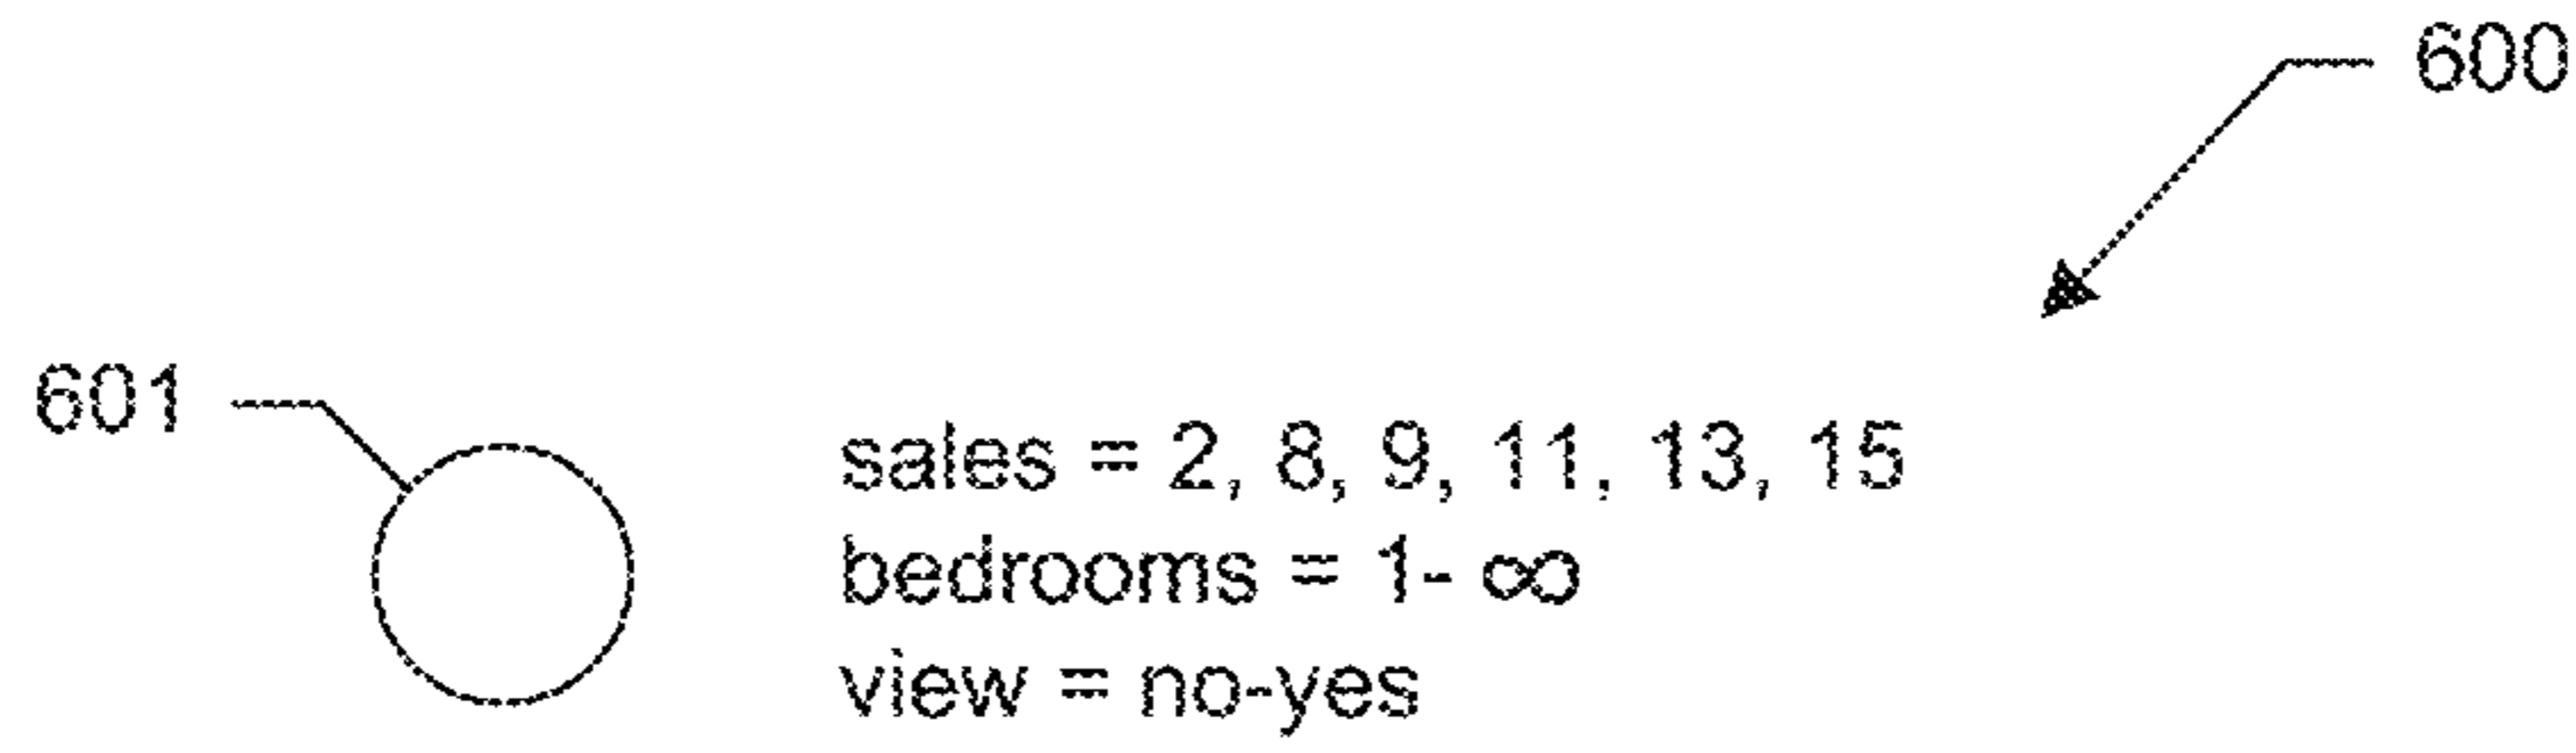 600
601
sales = 2, 8, 9, 11, 13, 15
bedrooms = 1- ∞
view = no-yes